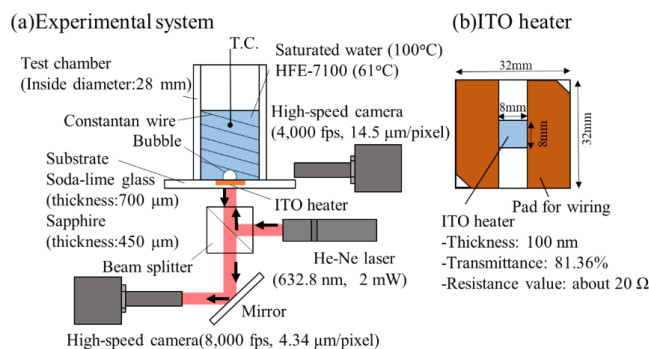 (a)Experimental system
T.C.
Test chamber
(Inside diameter:28 mm)
Saturated water (100°C)
HFE-7100 (61°C)
Constantan wire
Bubble
High-speed camera
(4,000 fps, 14.5 μm/pixel)
Substrate
Soda-lime glass
(thickness:700 μm)
Sapphire
(thickness:450 μm)
ITO heater
Beam splitter
He-Ne laser
(632.8 nm, 2 mW)
Mirror
High-speed camera(8,000 fps, 4.34 μm/pixel)
(b)ITO heater
32mm
8mm
8mm
32mm
Pad for wiring
ITO heater
-Thickness: 100 nm
-Transmittance: 81.36%
-Resistance value: about 20 Ω